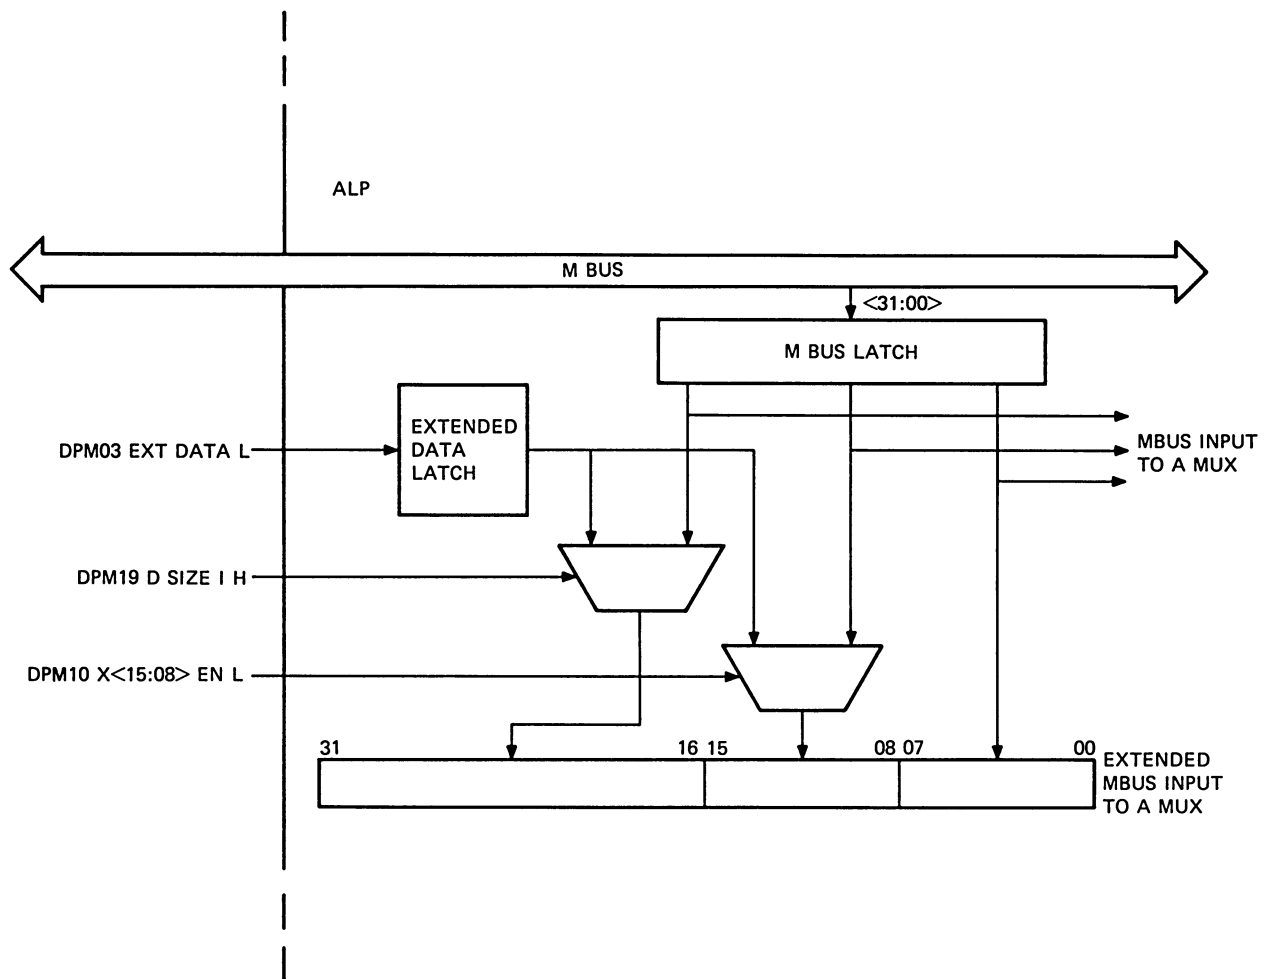 ALP
M BUS
<31:00>
M BUS LATCH
EXTENDED
DATA
LATCH
DPM03 EXT DATA L
MBUS INPUT
TO A MUX
DPM19 D SIZE I H
DPM10 X<15:08> EN L
31 16 15 08 07 00
EXTENDED
MBUS INPUT
TO A MUX